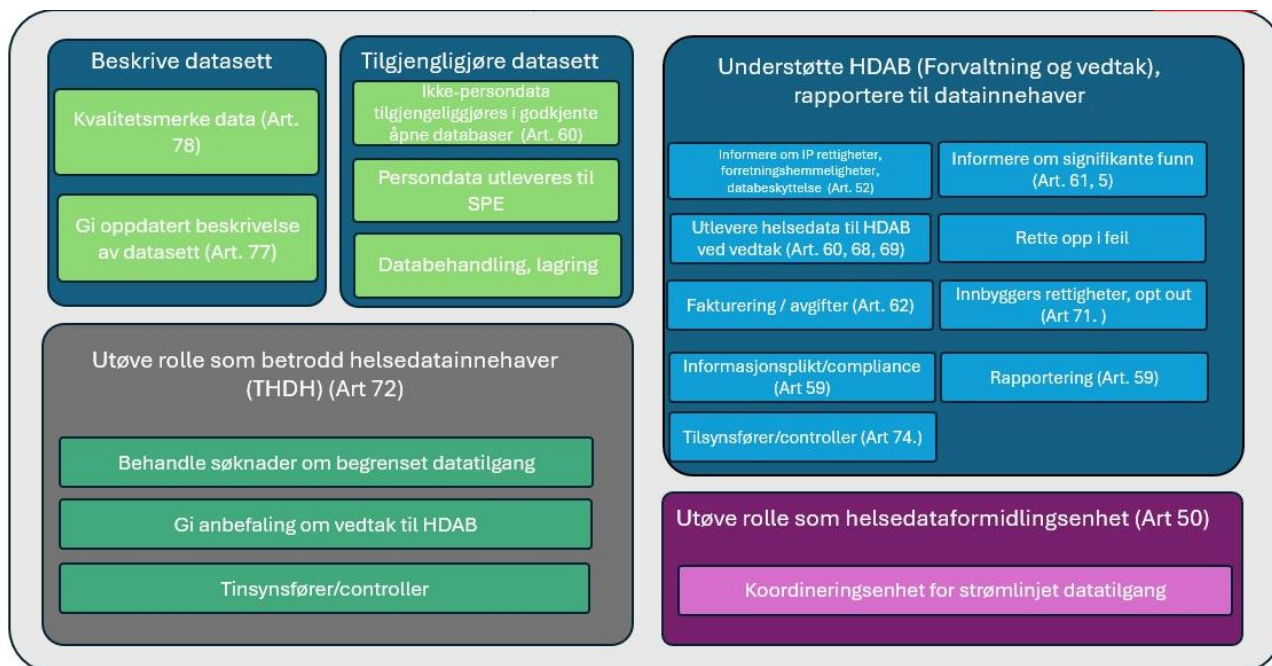 Beskrive datasett
Kvalitetsmerke data (Art.
78)
Gi oppdatert beskrivelse
av datasett (Art. 77)
Tilgjengligjøre datasett
Ikke-persondata
tilgjengeliggjøres i godkjente
åpne databaser (Art. 60)
Persondata utleveres til
SPE
Databehandling, lagring
Understøtte HDAB (Forvaltning og vedtak),
rapportere til datainnehaver
Informere om IP rettigheter,
forretningshemmeligheter,
databeskyttelse (Art. 52)
Informere om signifikante funn
(Art. 61, 5)
Utlevere helsedata til HDAB
ved vedtak (Art. 60, 68, 69)
Rette opp i feil
Fakturering / avgifter (Art. 62)
Innbyggers rettigheter, opt out
(Art 71. )
Informasjonsplikt/compliance
(Art 59)
Rapportering (Art. 59)
Tilsynsfører/controller (Art 74.)
Utøve rolle som betrodd helsedatainnehaver
(THDH) (Art 72)
Behandle søknader om begrenset datatilgang
Gi anbefaling om vedtak til HDAB
Tinsynsfører/controller
Utøve rolle som helsedataformidlingsenhet (Art 50)
Koordineringsenhet for strømlinjet datatilgang